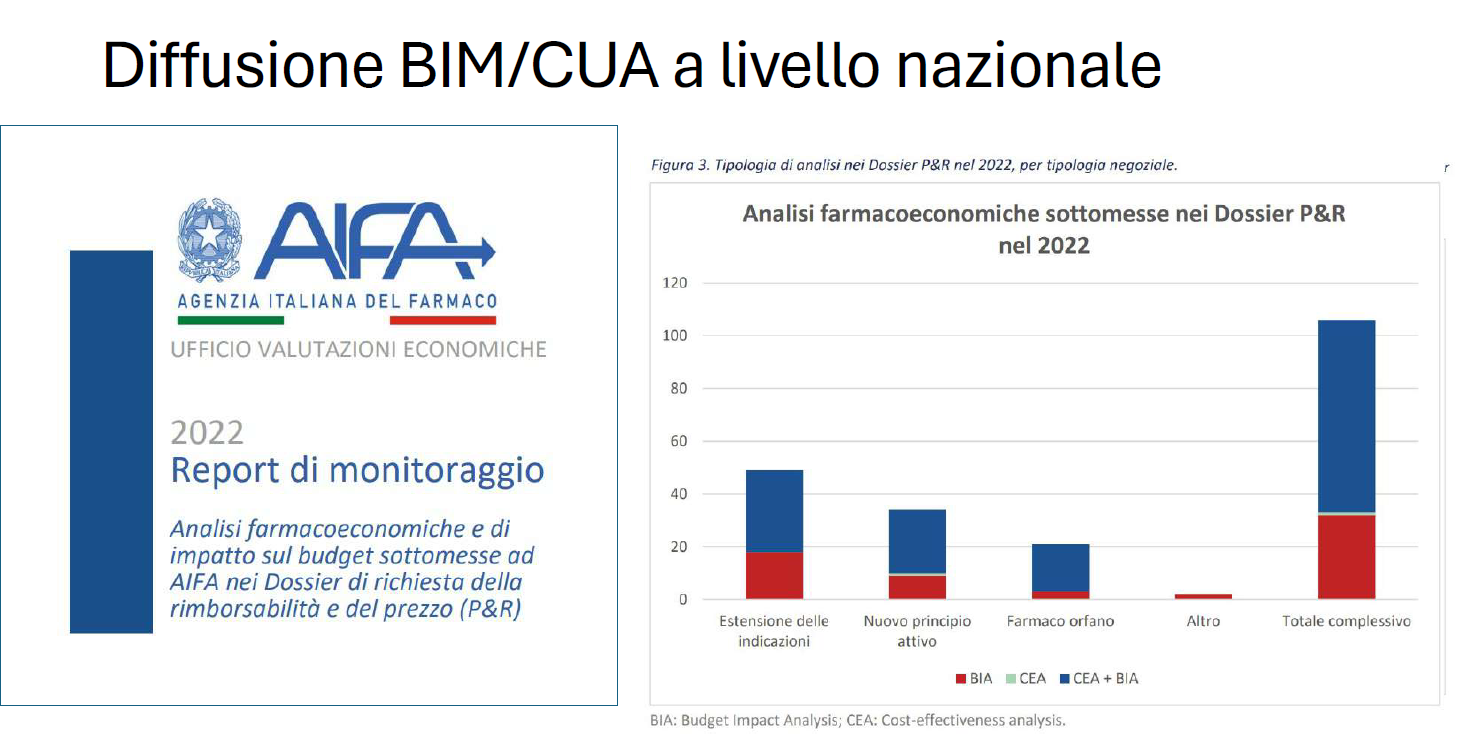 Diffusione BIM/CUA a livello nazionale
AIFA
AGENZIA ITALIANA DEL FARMACO
UFFICIO VALUTAZIONI ECONOMICHE
2022
Report di monitoraggio
Analisi farmacoeconomiche e di
impatto sul budget sottomesse ad
AIFA nei Dossier di richiesta della
rimborsabilità e del prezzo (P&R)
Figura 3. Tipologia di analisi nei Dossier P&R nel 2022, per tipologia negoziale.
r
Analisi farmacoeconomiche sottomesse nei Dossier P&R
nel 2022
120
100
80
60
40
20
0
Estensione delle
indicazioni
Nuovo principio
attivo
Farmaco orfano
Altro
Totale complessivo
BIA CEA CEA + BIA
BIA: Budget Impact Analysis; CEA: Cost-effectiveness analysis.